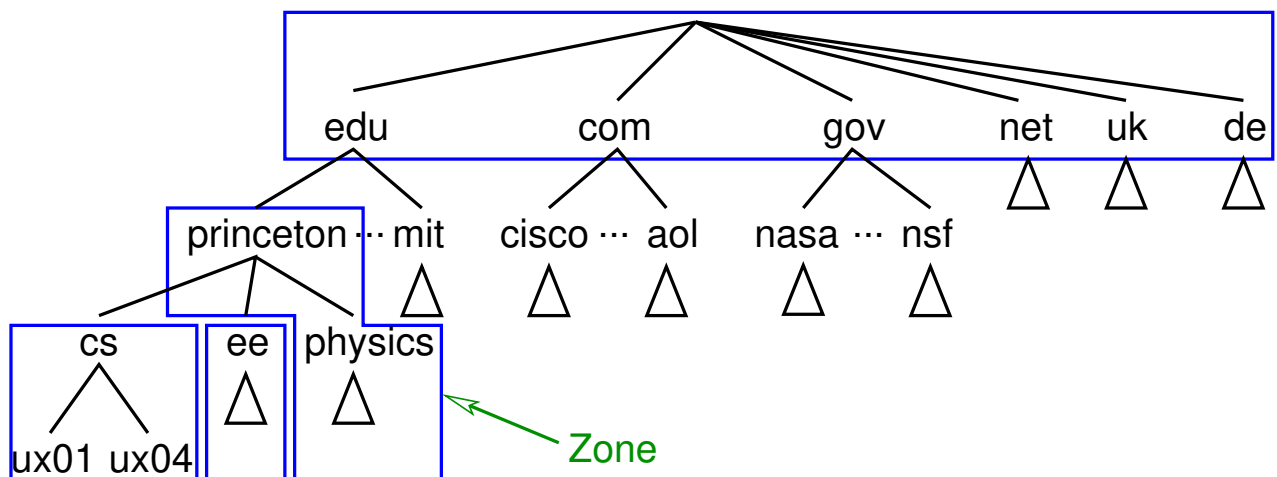 edu com gov net uk de
princeton ... mit cisco ... aol nasa ... nsf
cs ee physics
ux01 ux04 Zone